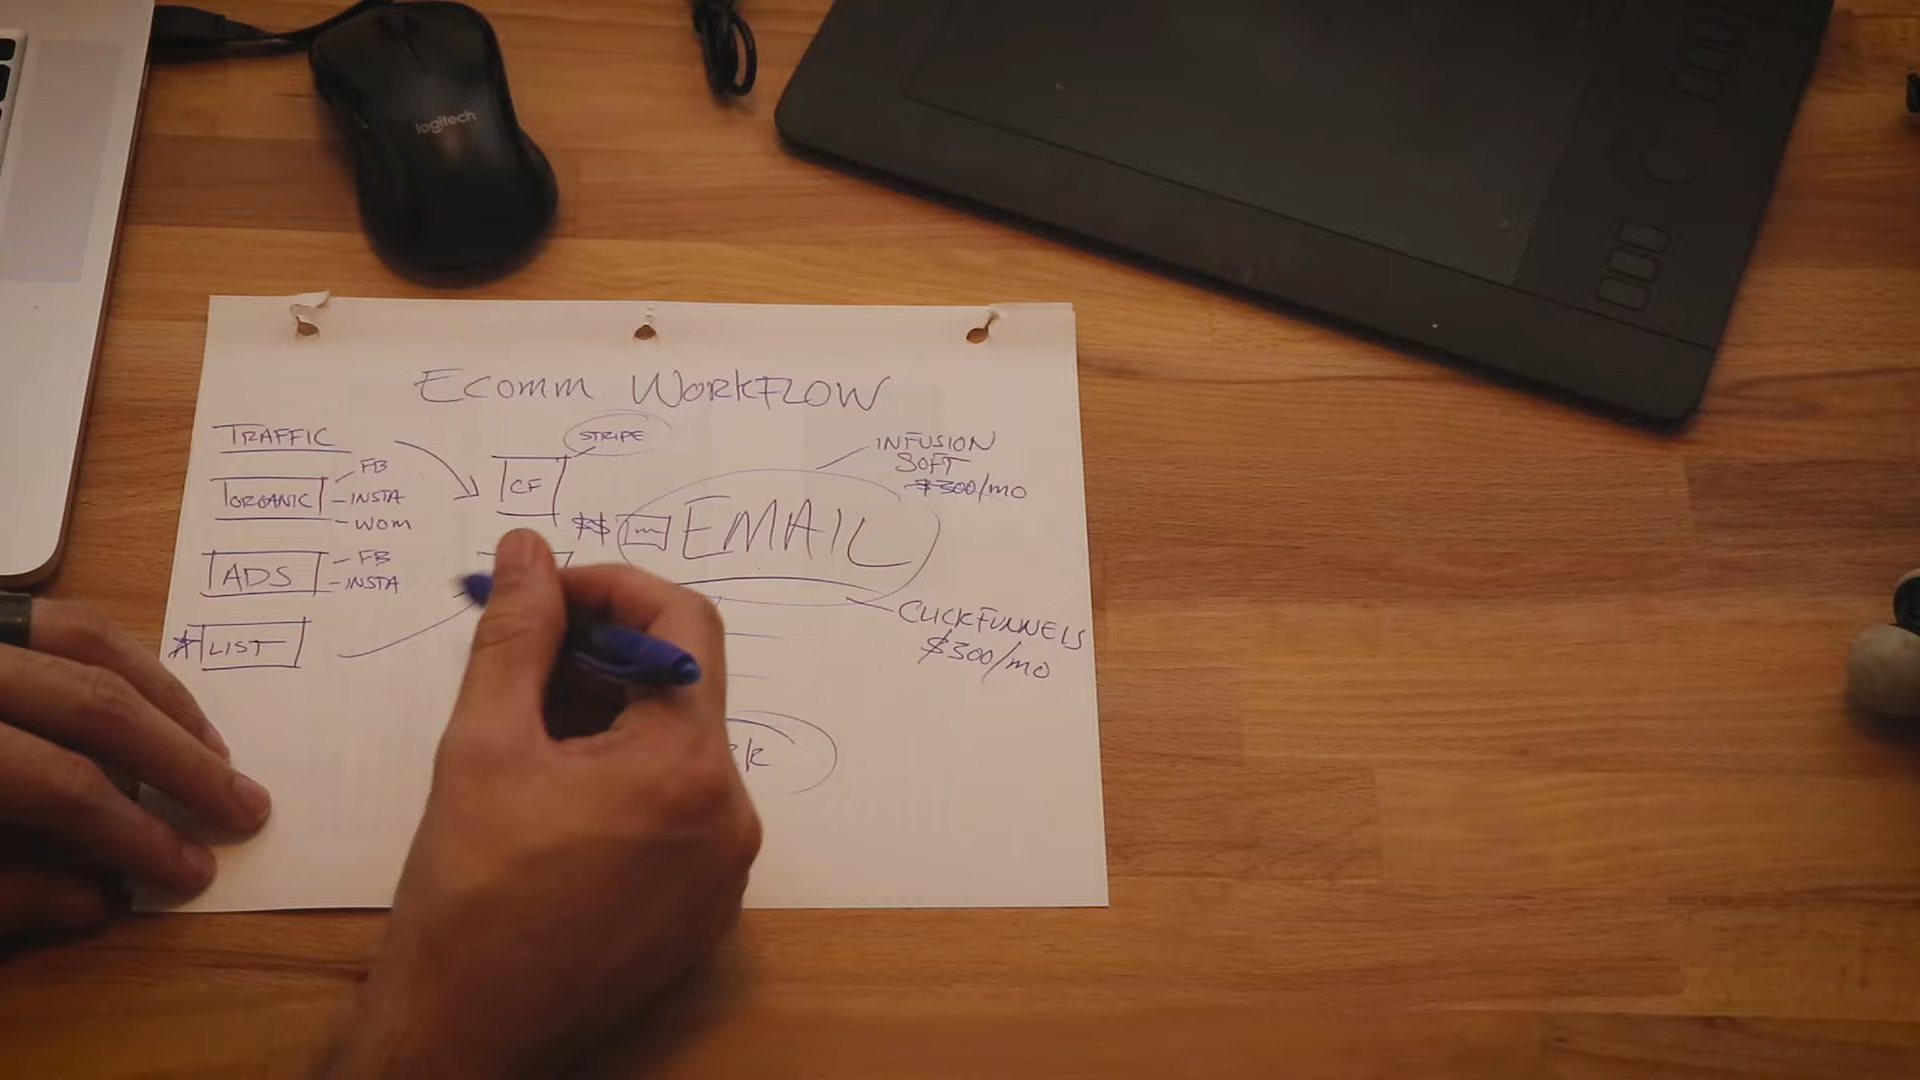 logitech
Ecomm WORKFLOW
TRAFFIC
ORGANIC
FB
INSTA
WOM
ADS
FB
INSTA
LIST
STRIPE
CF
$$
EMAIL
INFUSION
SOFT
$300/mo
CLICKFUNNELS
$300/mo